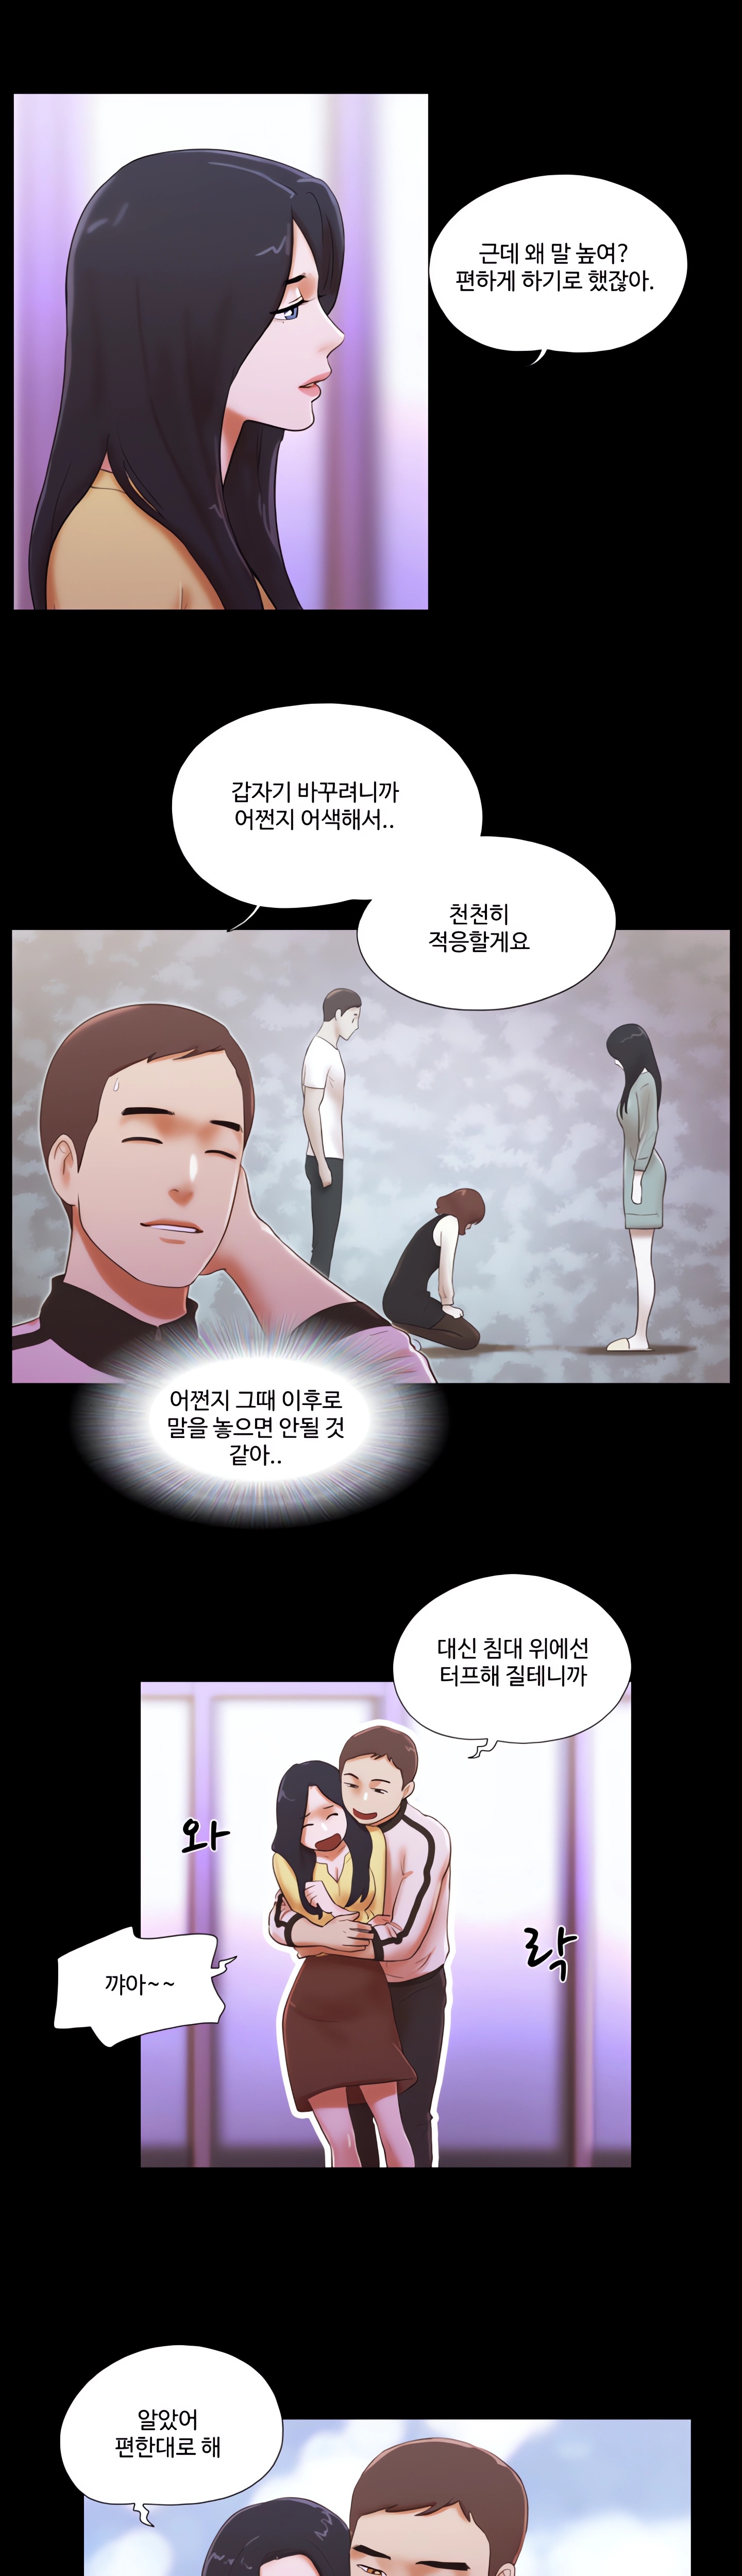 근데 왜 말 높여?
편하게 하기로 했잖아.
갑자기 바꾸려니까
어쩐지 어색해서..
천천히
적응할게요
어쩐지 그때 이후로
말을 놓으면 안될 것
같아..
대신 침대 위에선
터프해 질테니까
와
락
꺄아~~
알았어
편한대로 해